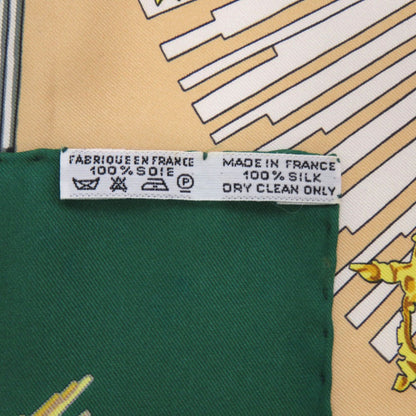 FABRIQUE EN FRANCE
100% SOIE
P
MADE IN FRANCE
100% SILK
DRY CLEAN ONLY